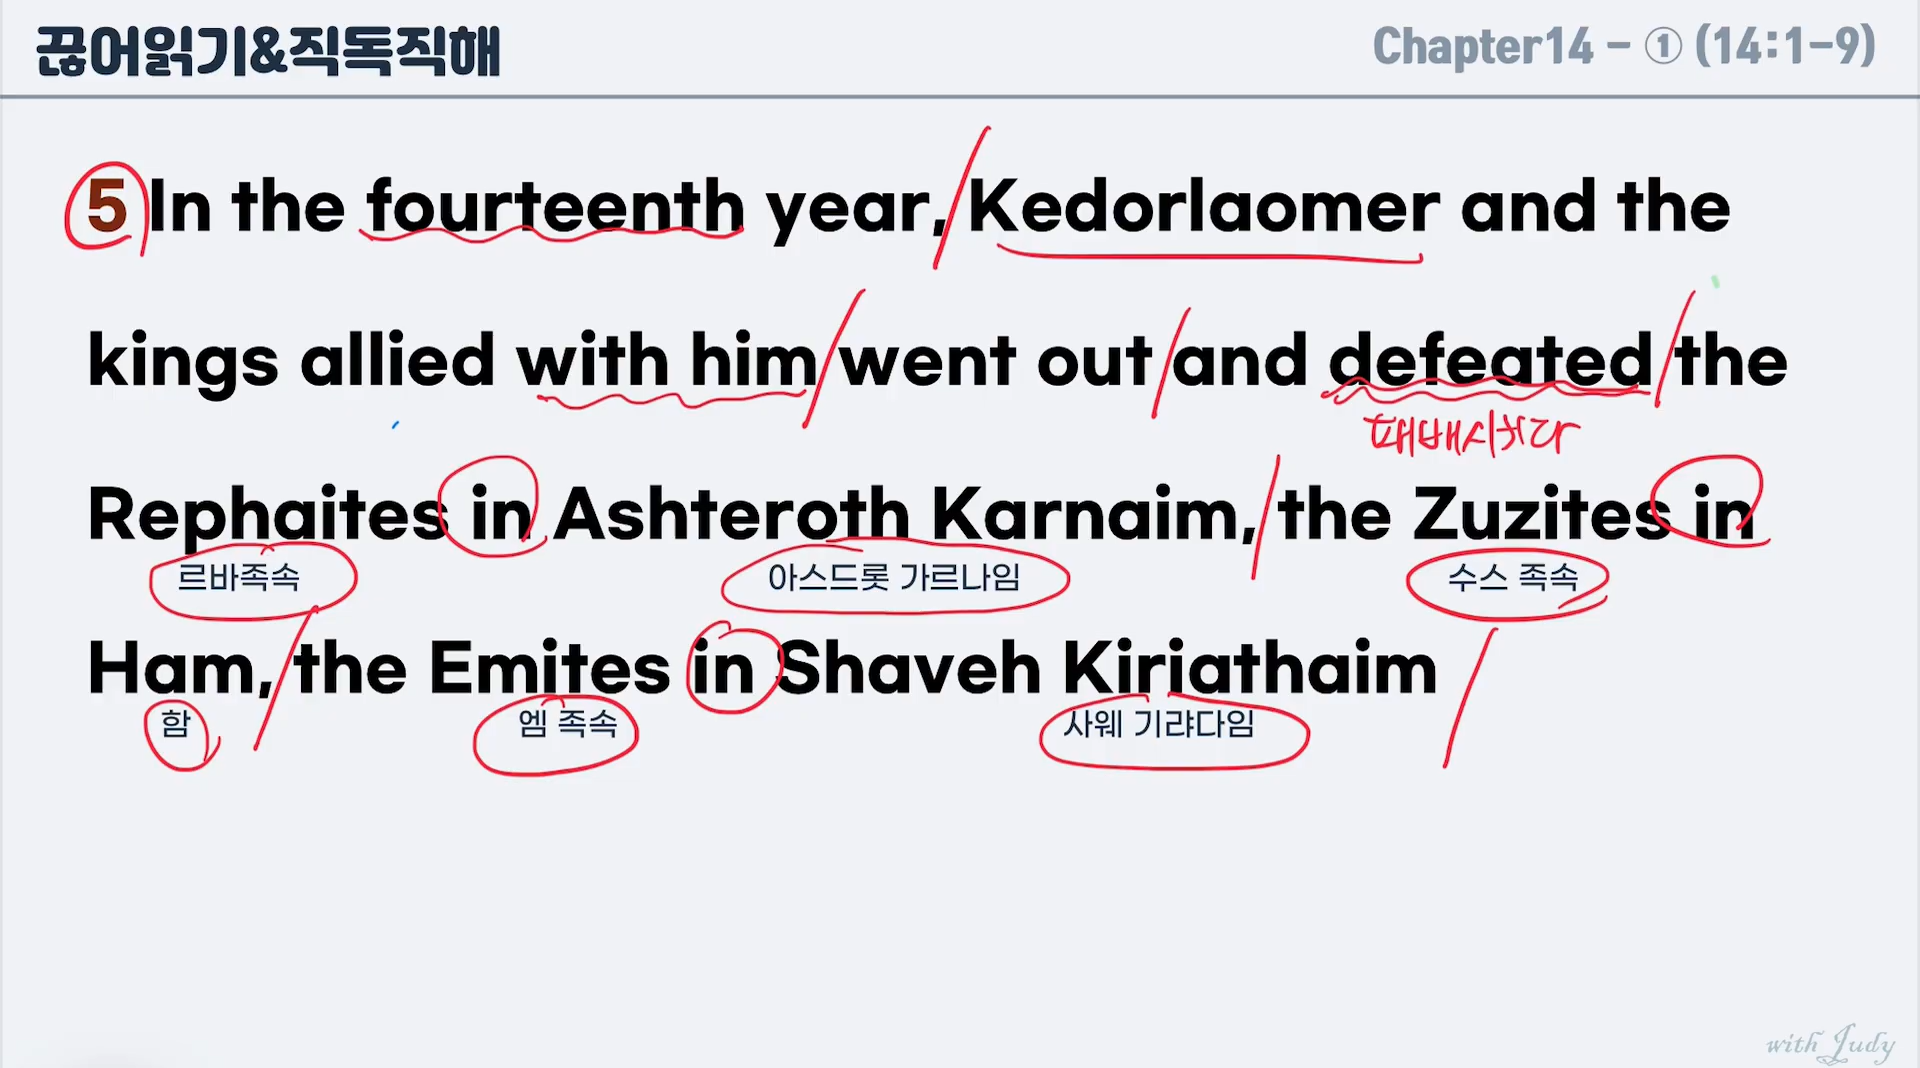 끊어읽기&직독직해
Chapter14 - ① (14:1-9)
5 In the fourteenth year, Kedorlaomer and the
kings allied with him went out and defeated the
패배시키다
Rephaites in Ashteroth Karnaim, the Zuzites in
르바족속 아스드롯 가르나임 수스 족속
Ham, the Emites in Shaveh Kiriathaim
함 엠 족속 사웨 기랴다임
with Judy